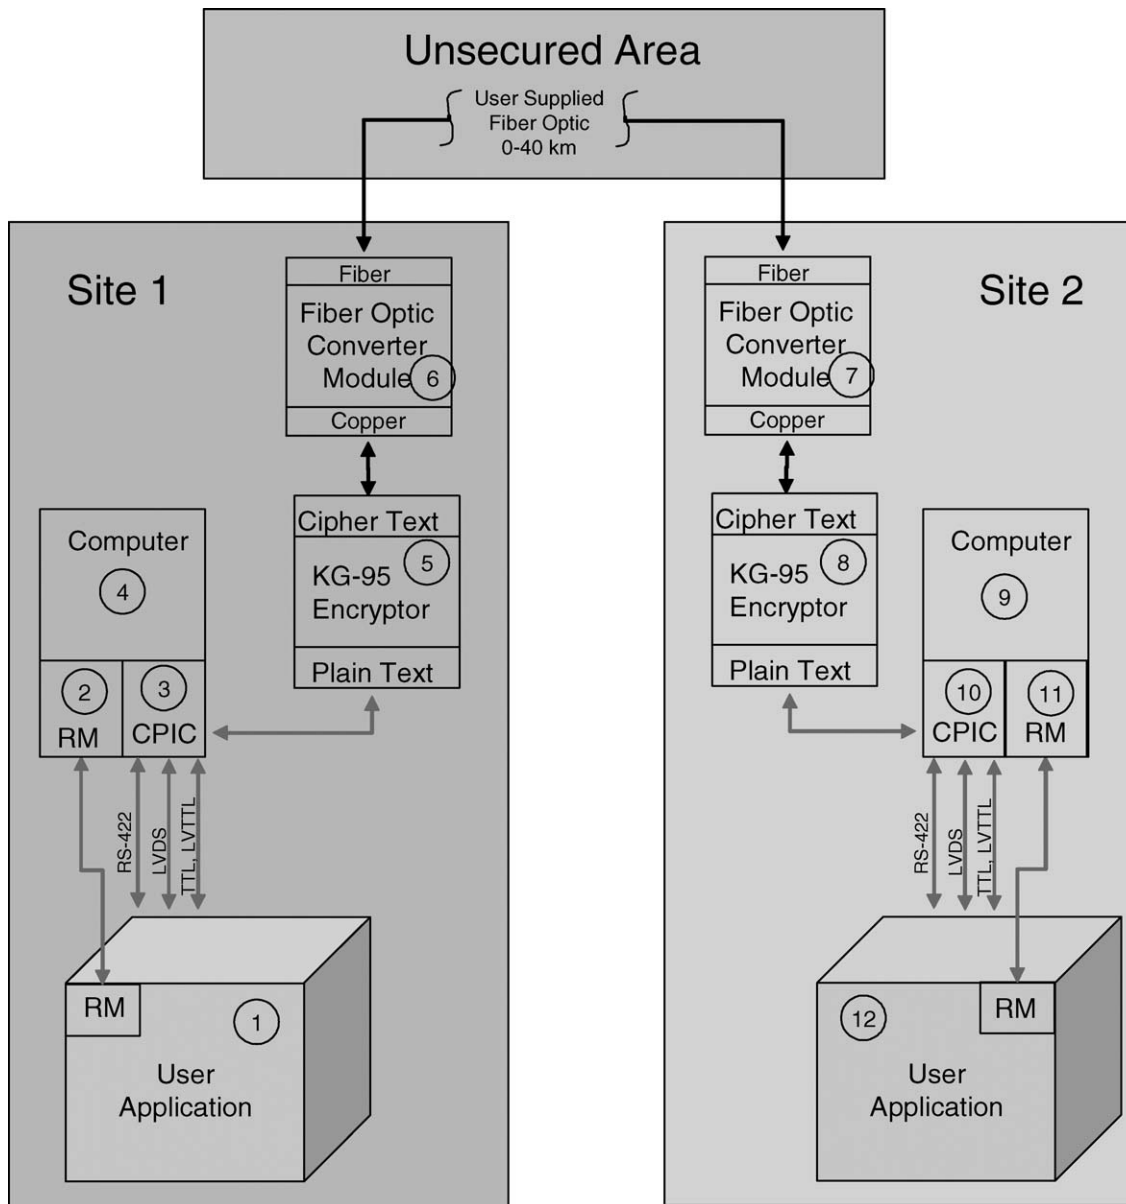 Unsecured Area
User Supplied
Fiber Optic
0-40 km
Site 1
Fiber
Fiber Optic
Converter
Module
6
Copper
Cipher Text
5
KG-95
Encryptor
Plain Text
Computer
4
2
RM
3
CPIC
RS-422
LVDS
TTL, LVTTL
RM
1
User
Application
Site 2
Fiber
Fiber Optic
Converter
Module
7
Copper
Cipher Text
8
KG-95
Encryptor
Plain Text
Computer
9
10
CPIC
11
RM
RS-422
LVDS
TTL, LVTTL
12
RM
User
Application